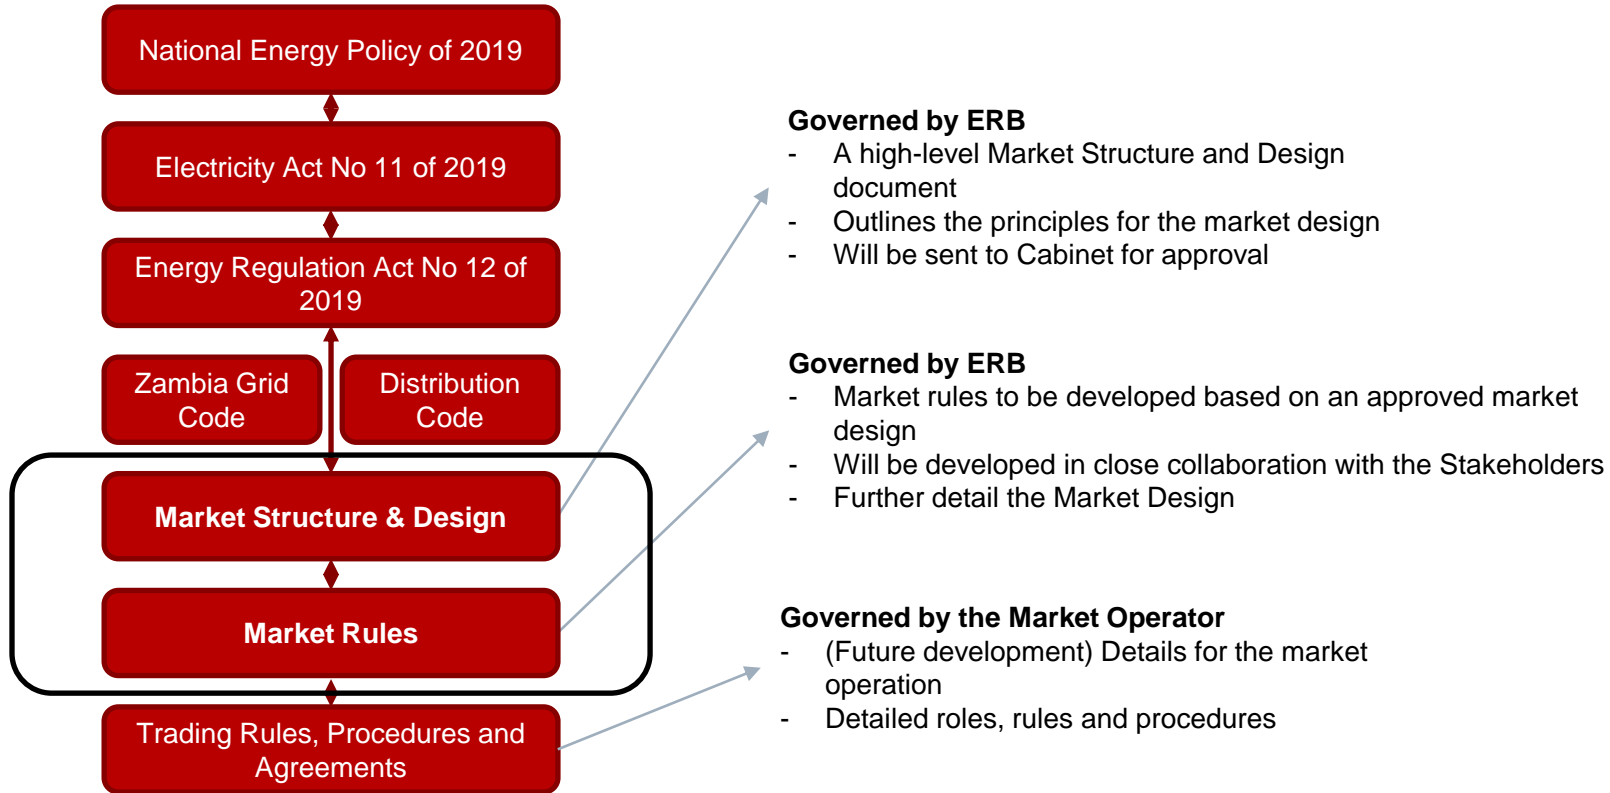 National Energy Policy of 2019
Electricity Act No 11 of 2019
Energy Regulation Act No 12 of
2019
Zambia Grid
Code
Distribution
Code
Market Structure & Design
Market Rules
Trading Rules, Procedures and
Agreements
Governed by ERB
- A high-level Market Structure and Design
document
- Outlines the principles for the market design
- Will be sent to Cabinet for approval
Governed by ERB
- Market rules to be developed based on an approved market
design
- Will be developed in close collaboration with the Stakeholders
- Further detail the Market Design
Governed by the Market Operator
- (Future development) Details for the market
operation
- Detailed roles, rules and procedures